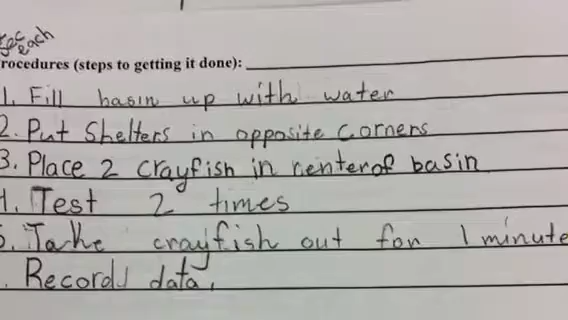 sec
each
rocedures (steps to getting it done):
1. Fill basin up with water
2. Put Shelters in opposite Corners
3. Place 2 crayfish in center of basin
4. Test 2 times
5. Take crayfish out for 1 minute
. Record data.